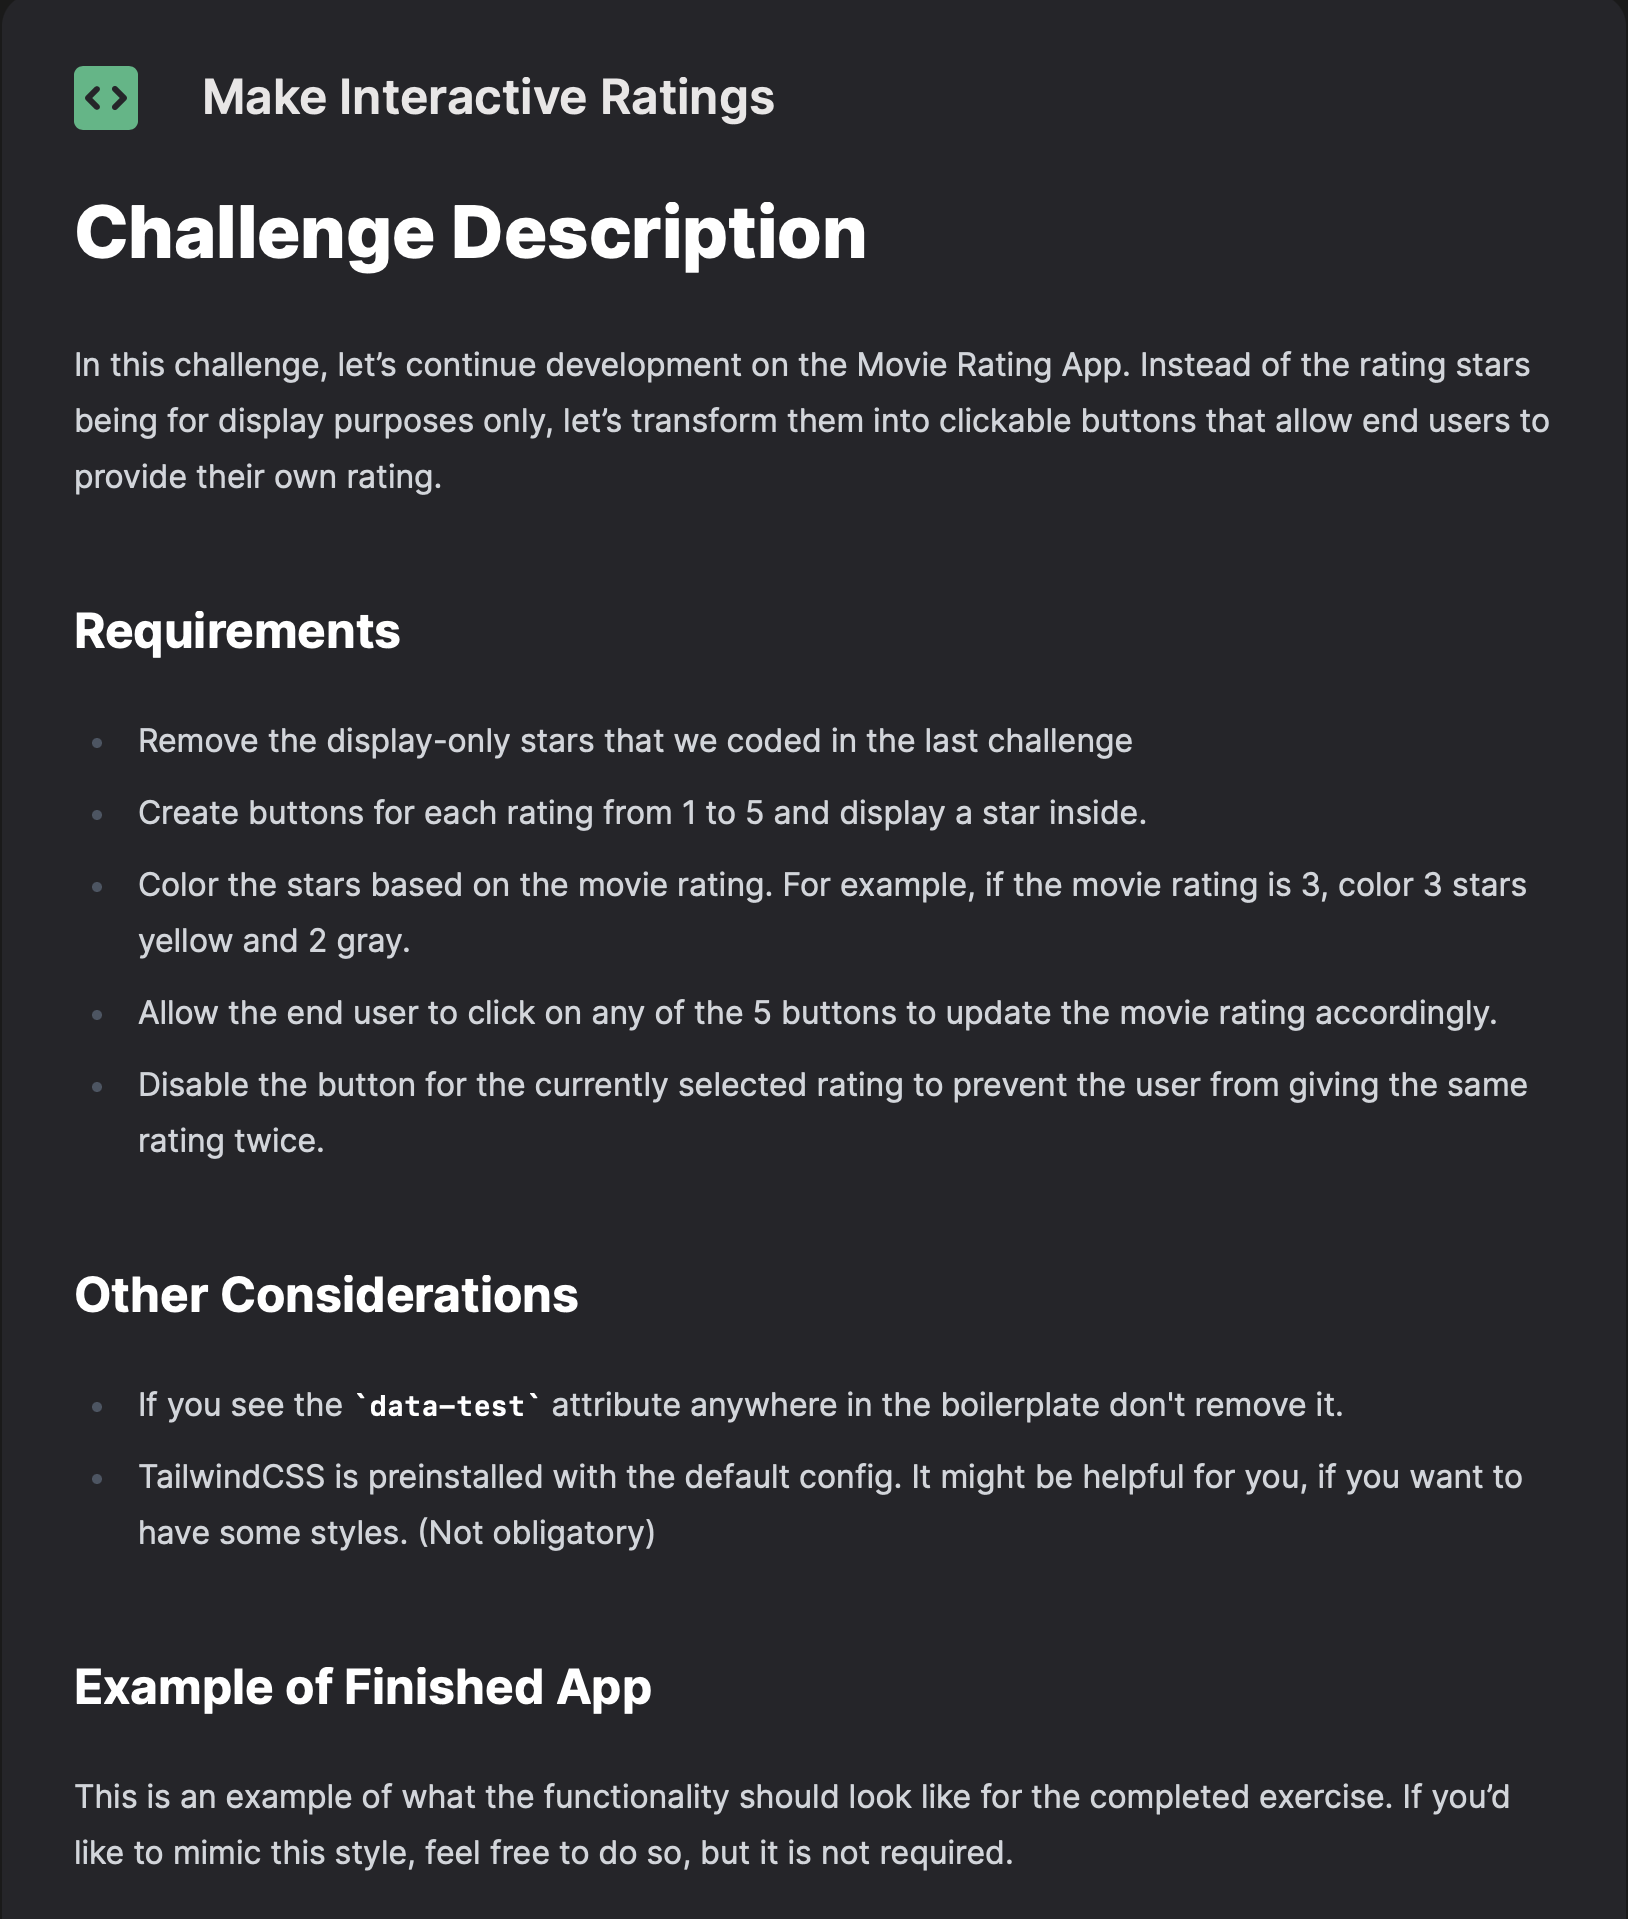 Make Interactive Ratings
Challenge Description
In this challenge, let’s continue development on the Movie Rating App. Instead of the rating stars
being for display purposes only, let’s transform them into clickable buttons that allow end users to
provide their own rating.
Requirements
Remove the display-only stars that we coded in the last challenge
Create buttons for each rating from 1 to 5 and display a star inside.
Color the stars based on the movie rating. For example, if the movie rating is 3, color 3 stars
yellow and 2 gray.
Allow the end user to click on any of the 5 buttons to update the movie rating accordingly.
Disable the button for the currently selected rating to prevent the user from giving the same
rating twice.
Other Considerations
If you see the `data-test` attribute anywhere in the boilerplate don't remove it.
TailwindCSS is preinstalled with the default config. It might be helpful for you, if you want to
have some styles. (Not obligatory)
Example of Finished App
This is an example of what the functionality should look like for the completed exercise. If you’d
like to mimic this style, feel free to do so, but it is not required.